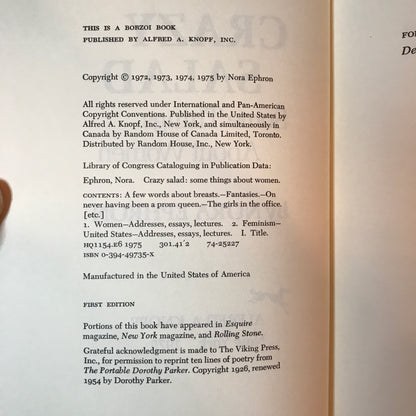 THIS IS A BORZOI BOOK
PUBLISHED BY ALFRED A. KNOPF, INC.
Copyright © 1972, 1973, 1974, 1975 by Nora Ephron
All rights reserved under International and Pan-American
Copyright Conventions. Published in the United States by
Alfred A. Knopf, Inc., New York, and simultaneously in
Canada by Random House of Canada Limited, Toronto.
Distributed by Random House, Inc., New York.
Library of Congress Cataloguing in Publication Data:
Ephron, Nora. Crazy salad: some things about women.
CONTENTS: A few words about breasts.—Fantasies.—On
never having been a prom queen.—The girls in the office.
[etc.]
1. Women—Addresses, essays, lectures. 2. Feminism—
United States—Addresses, essays, lectures. I. Title.
HQ1154.E6 1975 301.41′2 74-25227
ISBN 0-394-49735-X
Manufactured in the United States of America
FIRST EDITION
Portions of this book have appeared in Esquire
magazine, New York magazine, and Rolling Stone.
Grateful acknowledgment is made to The Viking Press,
Inc., for permission to reprint ten lines of poetry from
The Portable Dorothy Parker. Copyright 1926, renewed
1954 by Dorothy Parker.
FO
De